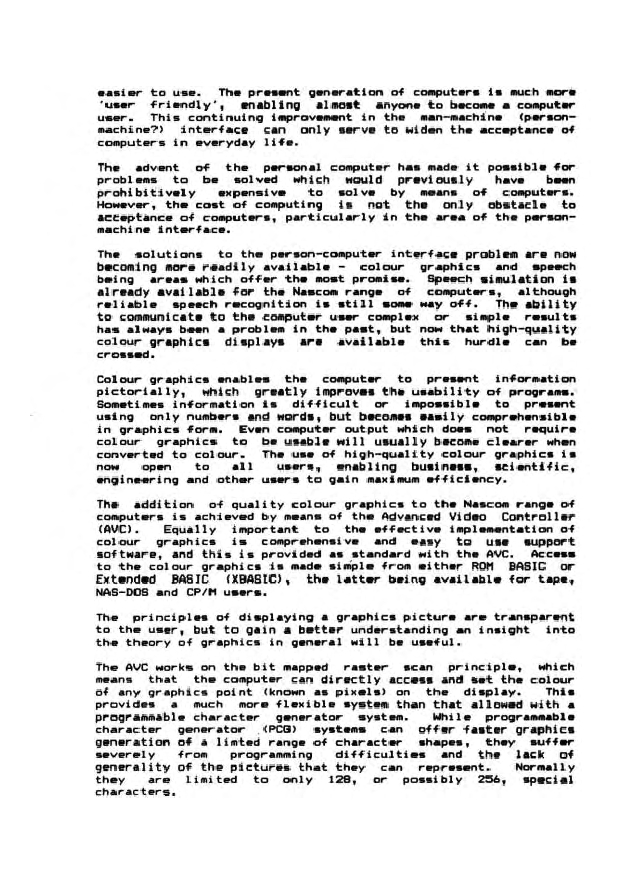 easier to use. The present generation of computers is much more
'user friendly', enabling almost anyone to become a computer
user. This continuing improvement in the man-machine (person-
machine?) interface can only serve to widen the acceptance of
computers in everyday life.
The advent of the personal computer has made it possible for
problems to be solved which would previously have been
prohibitively expensive to solve by means of computers.
However, the cost of computing is not the only obstacle to
acceptance of computers, particularly in the area of the person-
machine interface.
The solutions to the person-computer interface problem are now
becoming more readily available - colour graphics and speech
being areas which offer the most promise. Speech simulation is
already available for the Nascom range of computers, although
reliable speech recognition is still some way off. The ability
to communicate to the computer user complex or simple results
has always been a problem in the past, but now that high-quality
colour graphics displays are available this hurdle can be
crossed.
Colour graphics enables the computer to present information
pictorially, which greatly improves the usability of programs.
Sometimes information is difficult or impossible to present
using only numbers and words, but becomes easily comprehensible
in graphics form. Even computer output which does not require
colour graphics to be usable will usually become clearer when
converted to colour. The use of high-quality colour graphics is
now open to all users, enabling business, scientific,
engineering and other users to gain maximum efficiency.
The addition of quality colour graphics to the Nascom range of
computers is achieved by means of the Advanced Video Controller
(AVC). Equally important to the effective implementation of
colour graphics is comprehensive and easy to use support
software, and this is provided as standard with the AVC. Access
to the colour graphics is made simple from either ROM BASIC or
Extended BASIC (XBASIC), the latter being available for tape,
NAS-DOS and CP/M users.
The principles of displaying a graphics picture are transparent
to the user, but to gain a better understanding an insight into
the theory of graphics in general will be useful.
The AVC works on the bit mapped raster scan principle, which
means that the computer can directly access and set the colour
of any graphics point (known as pixels) on the display. This
provides a much more flexible system than that allowed with a
programmable character generator system. While programmable
character generator (PCG) systems can offer faster graphics
generation of a limted range of character shapes, they suffer
severely from programming difficulties and the lack of
generality of the pictures that they can represent. Normally
they are limited to only 128, or possibly 256, special
characters.